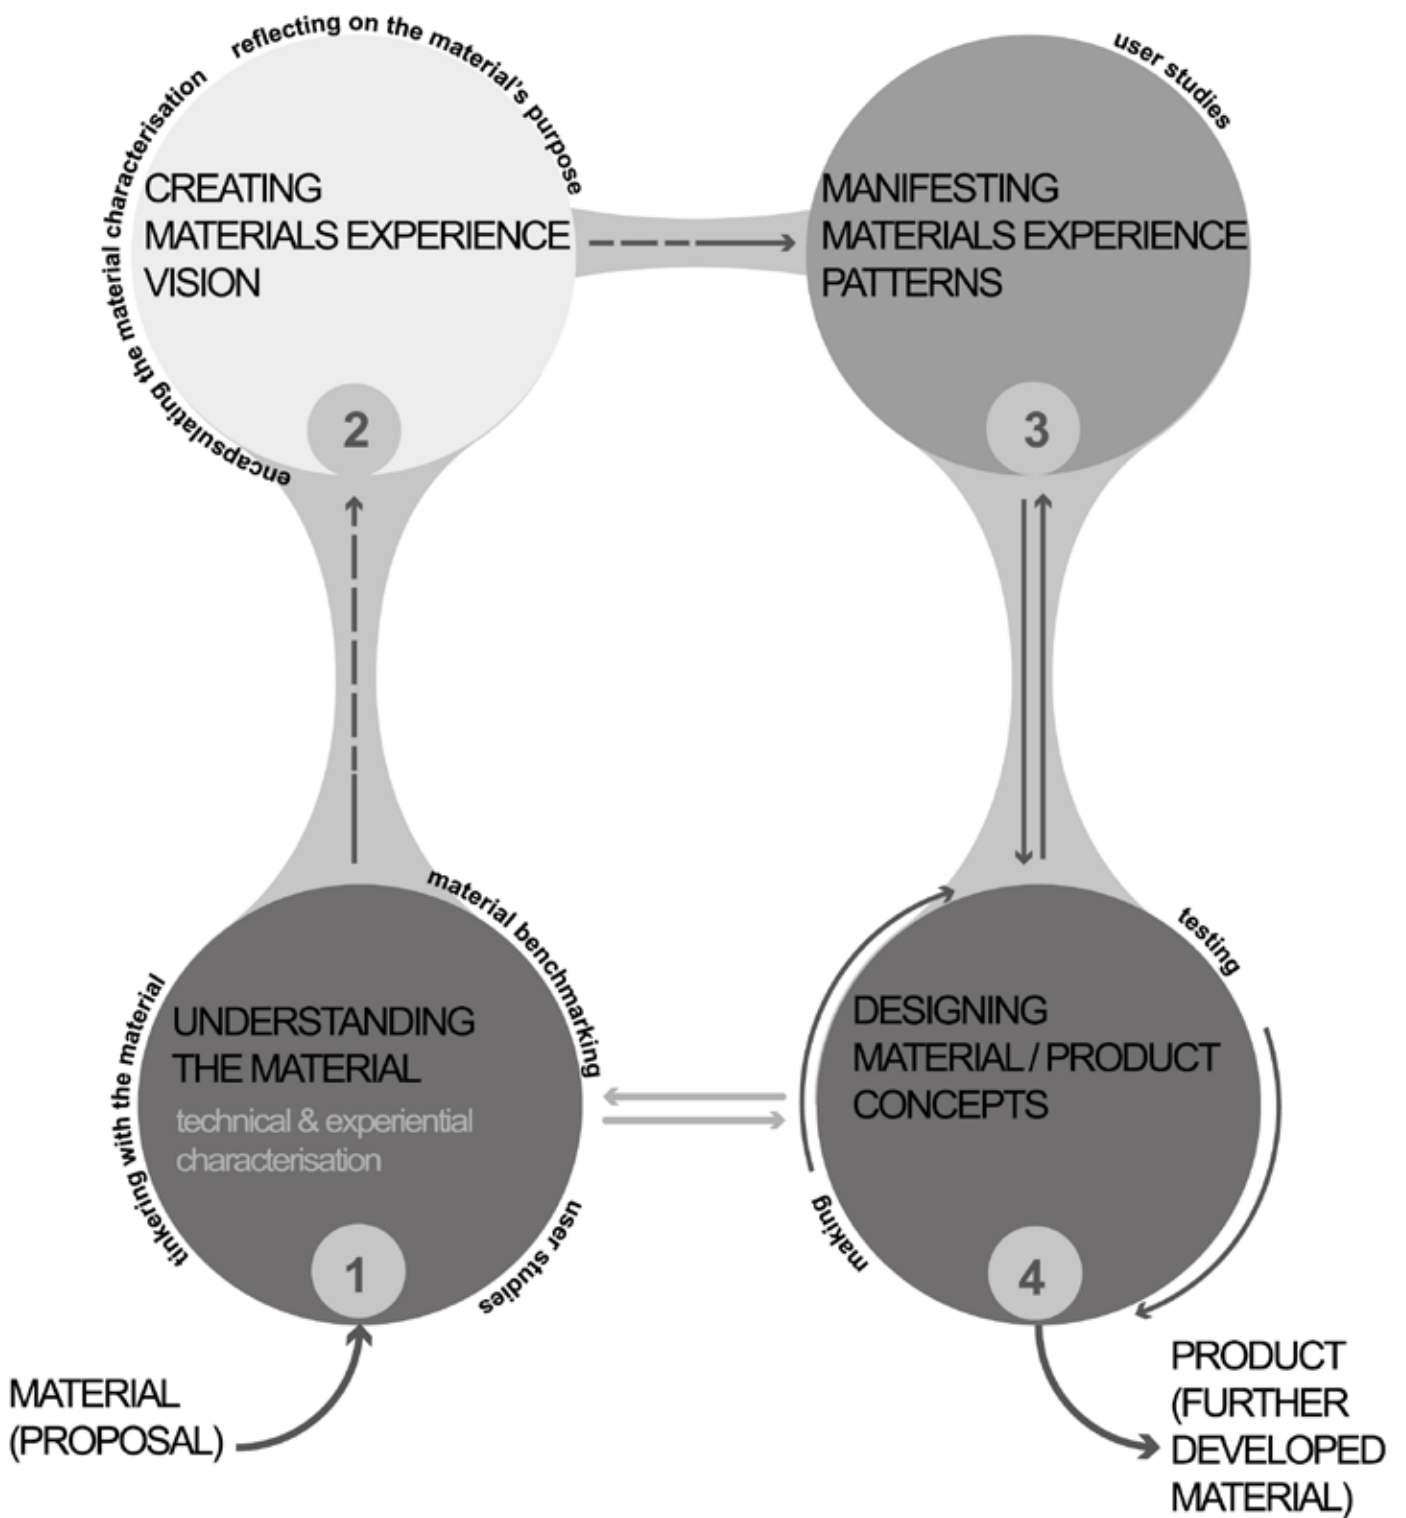 reflecting on the material's purpose
encapsulating the material characterisation
CREATING
MATERIALS EXPERIENCE
VISION
2
user studies
MANIFESTING
MATERIALS EXPERIENCE
PATTERNS
3
material benchmarking
tinkering with the material
UNDERSTANDING
THE MATERIAL
technical & experiential
characterisation
user studies
1
testing
DESIGNING
MATERIAL / PRODUCT
CONCEPTS
making
4
MATERIAL
(PROPOSAL)
PRODUCT
(FURTHER
DEVELOPED
MATERIAL)